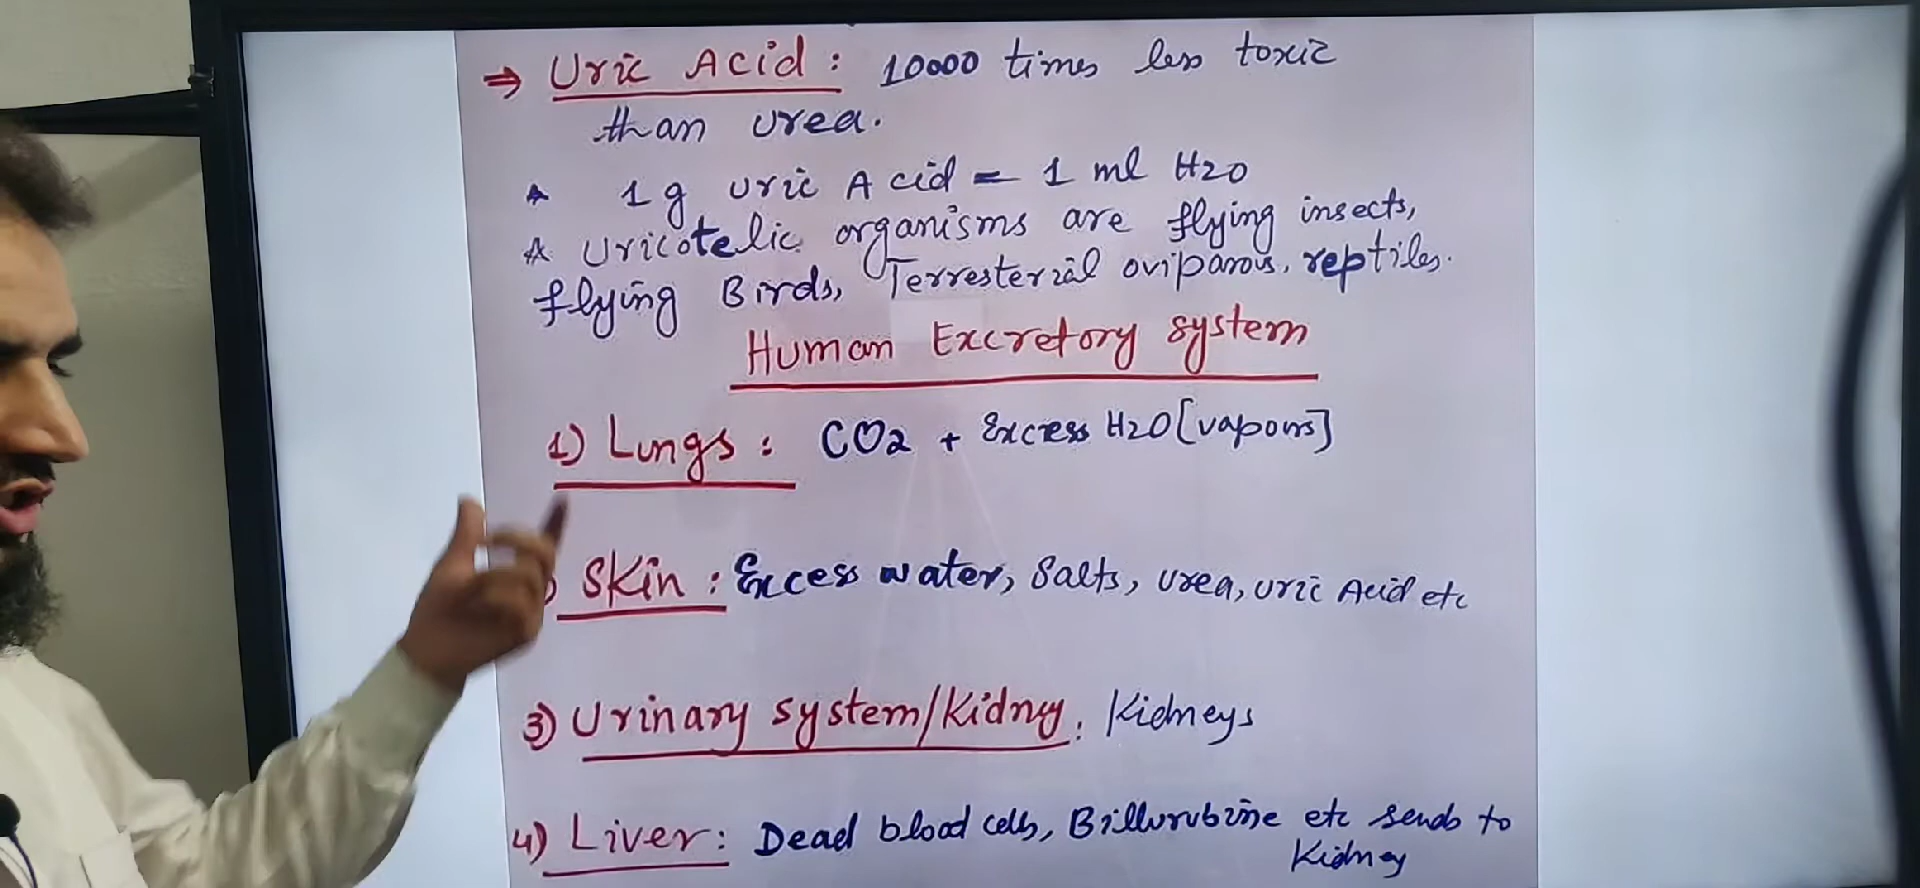 ⇒ Uric Acid: 10000 times less toxic
than urea.
1 g uric Acid = 1 ml H2O
Uricotelic organisms are flying insects,
flying Birds, Terresterial oviparous, reptiles.
Human Excretory system
1) Lungs: CO2 + Excess H2O [vapours]
) Skin: Excess water, Salts, urea, uric Acid etc
3) Urinary system/Kidney: Kidneys
4) Liver: Dead blood cells, Billurubine etc sends to
Kidney